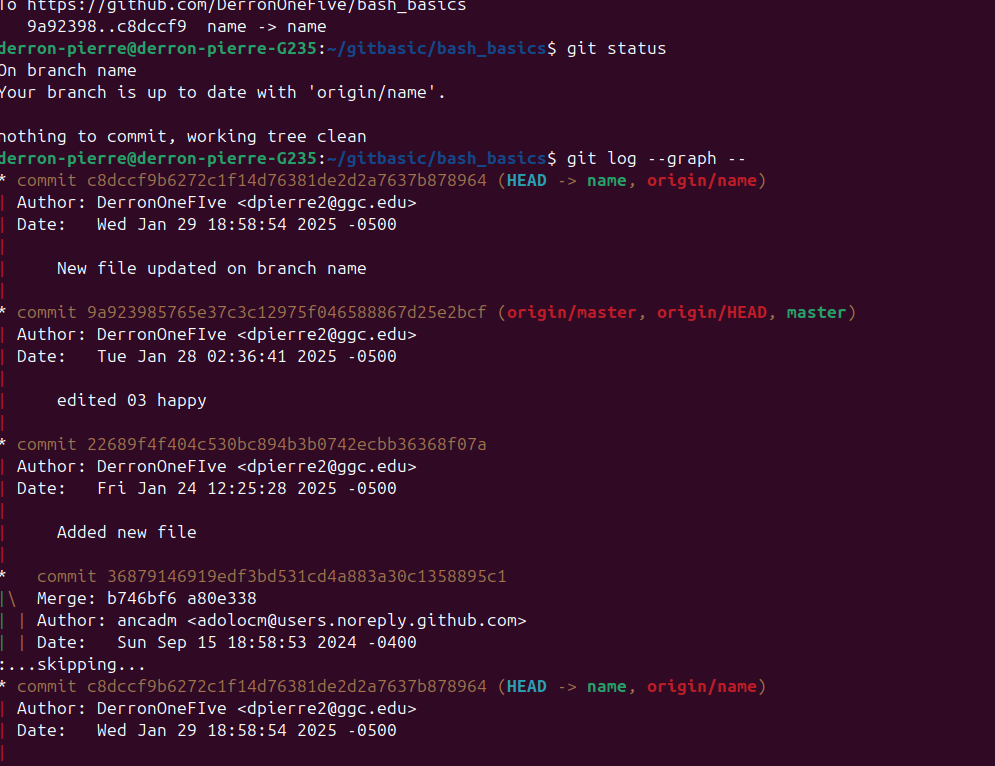 To https://github.com/DerronOneFive/bash_basics
   9a92398..c8dccf9  name -> name
derron-pierre@derron-pierre-G235:~/gitbasic/bash_basics$ git status
On branch name
Your branch is up to date with 'origin/name'.

nothing to commit, working tree clean
derron-pierre@derron-pierre-G235:~/gitbasic/bash_basics$ git log --graph --
* commit c8dccf9b6272c1f14d76381de2d2a7637b878964 (HEAD -> name, origin/name)
| Author: DerronOneFIve <dpierre2@ggc.edu>
| Date:   Wed Jan 29 18:58:54 2025 -0500
|
|     New file updated on branch name
|
* commit 9a923985765e37c3c12975f046588867d25e2bcf (origin/master, origin/HEAD, master)
| Author: DerronOneFIve <dpierre2@ggc.edu>
| Date:   Tue Jan 28 02:36:41 2025 -0500
|
|     edited 03 happy
|
* commit 22689f4f404c530bc894b3b0742ecbb36368f07a
| Author: DerronOneFIve <dpierre2@ggc.edu>
| Date:   Fri Jan 24 12:25:28 2025 -0500
|
|     Added new file
|
*   commit 36879146919edf3bd531cd4a883a30c1358895c1
|\  Merge: b746bf6 a80e338
| | Author: ancadm <adolocm@users.noreply.github.com>
| | Date:   Sun Sep 15 18:58:53 2024 -0400
:...skipping...
* commit c8dccf9b6272c1f14d76381de2d2a7637b878964 (HEAD -> name, origin/name)
| Author: DerronOneFIve <dpierre2@ggc.edu>
| Date:   Wed Jan 29 18:58:54 2025 -0500
|